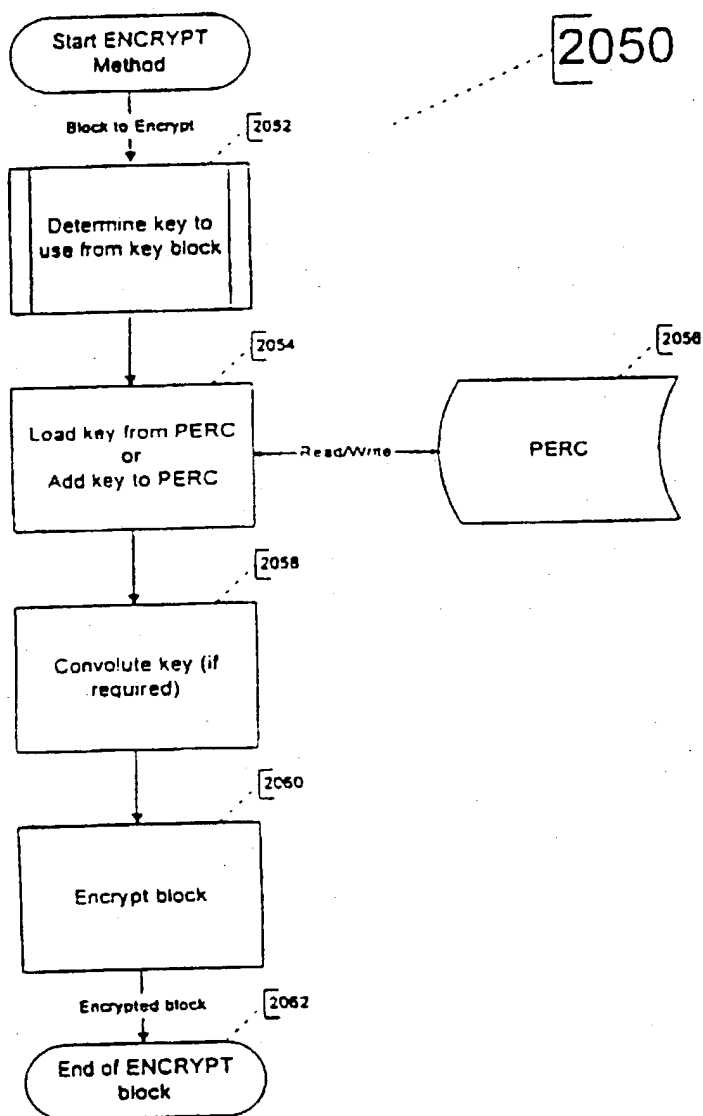 Start ENCRYPT
Method
2050
Block to Encrypt
2052
Determine key to
use from key block
2054
2056
Load key from PERC
or
Add key to PERC
Read/Write
PERC
2058
Convolute key (if
required)
2060
Encrypt block
Encrypted block
2062
End of ENCRYPT
block